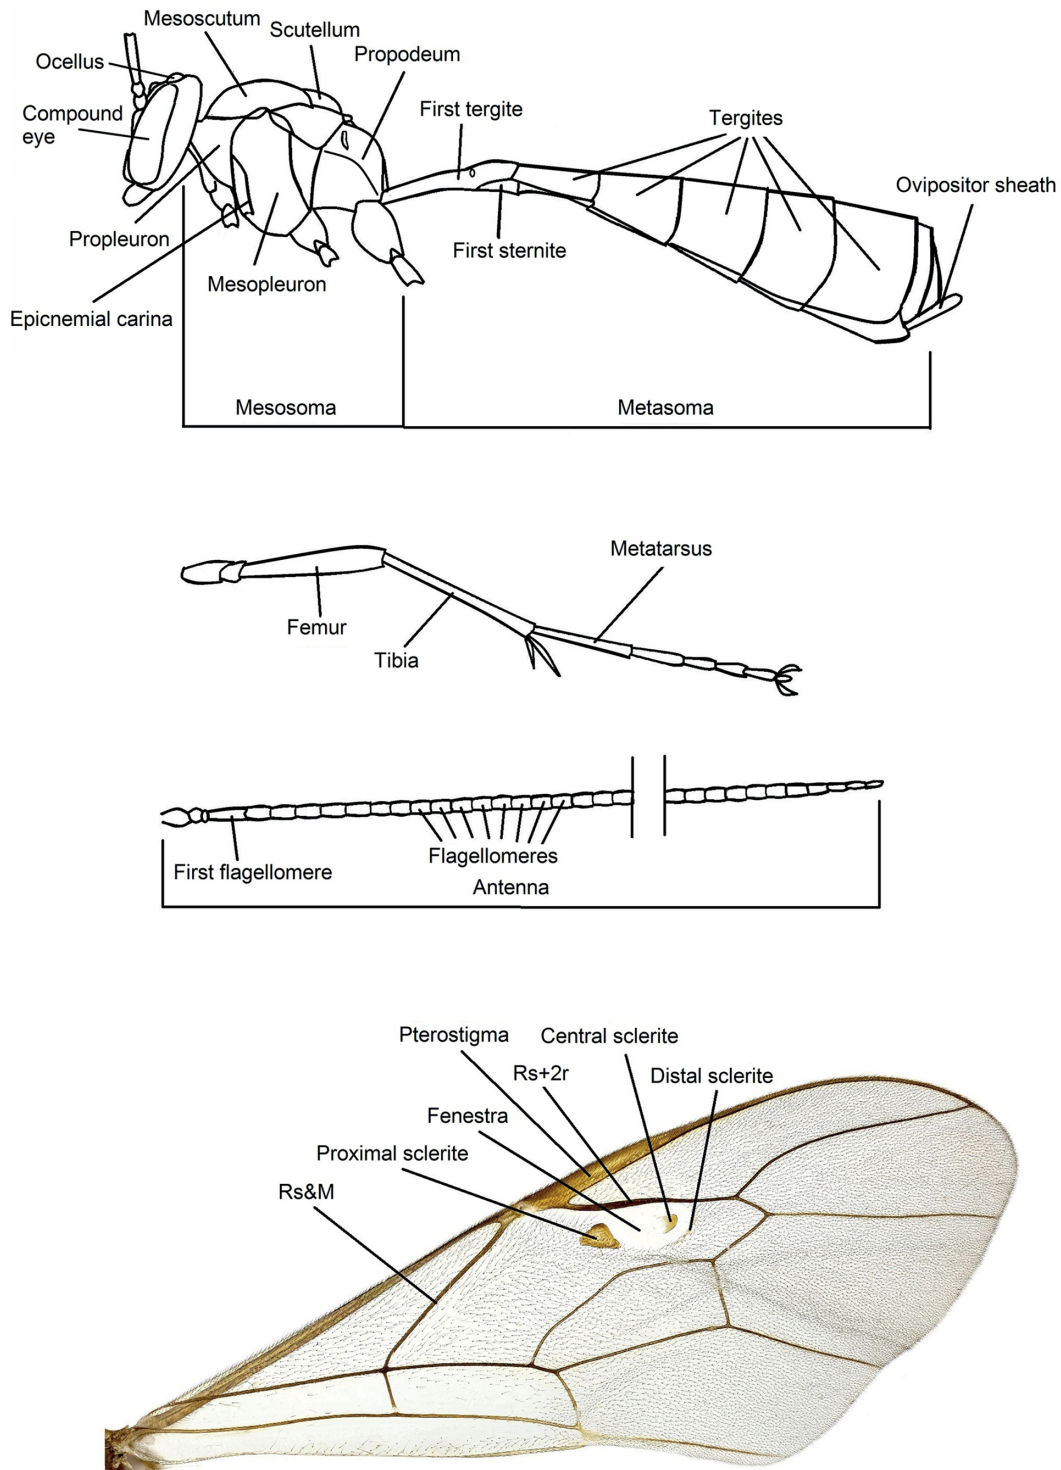 Mesoscutum
Scutellum
Propodeum
Ocellus
First tergite
Tergites
Compound
eye
Ovipositor sheath
Propleuron
First sternite
Mesopleuron
Epicnemial carina
Mesosoma
Metasoma
Metatarsus
Femur
Tibia
First flagellomere
Flagellomeres
Antenna
Pterostigma
Central sclerite
Rs+2r
Distal sclerite
Fenestra
Proximal sclerite
Rs&M